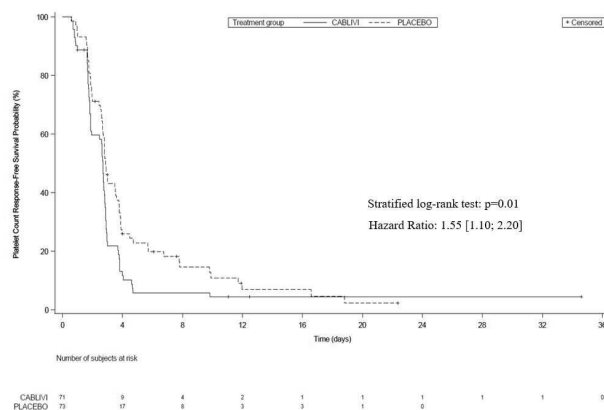 Treatment group CABLIVI PLACEBO + Censored
Platelet Count Response-Free Survival Probability (%)
100
80
60
40
20
0
Stratified log-rank test: p=0.01
Hazard Ratio: 1.55 [1.10; 2.20]
0 4 8 12 16 20 24 28 32 36
Time (days)
Number of subjects at risk
CABLIVI 71 9 4 2 1 1 1 1 1 0
PLACEBO 73 17 8 3 3 1 0